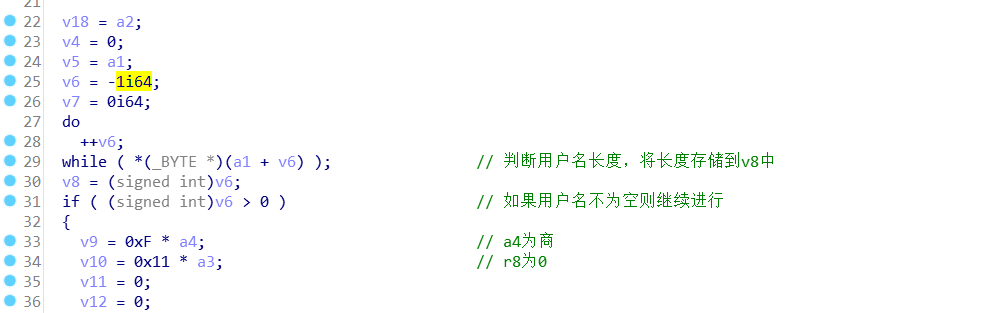 21
22 v18 = a2;
23 v4 = 0;
24 v5 = a1;
25 v6 = -1i64;
26 v7 = 0i64;
27 do
28 ++v6;
29 while ( *(_BYTE *)(a1 + v6) ); // 判断用户名长度，将长度存储到v8中
30 v8 = (signed int)v6;
31 if ( (signed int)v6 > 0 ) // 如果用户名不为空则继续进行
32 {
33 v9 = 0xF * a4; // a4为商
34 v10 = 0x11 * a3; // r8为0
35 v11 = 0;
36 v12 = 0;